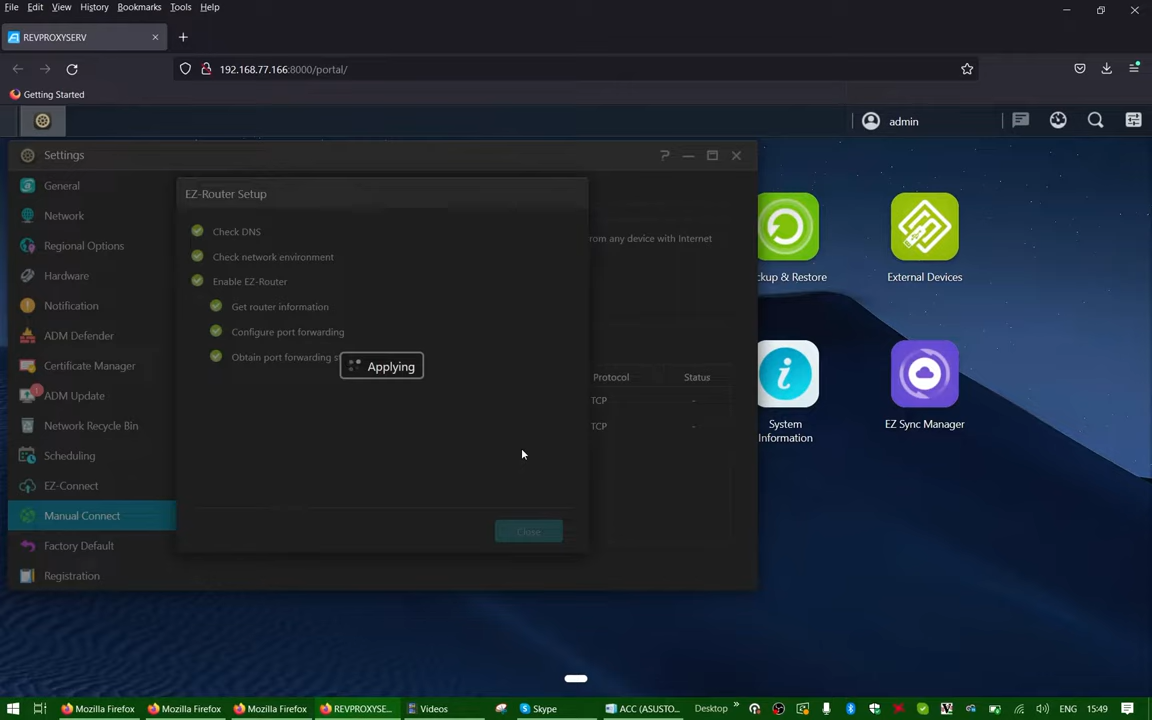 File Edit View History Bookmarks Tools Help
REVPROXYSERV
192.168.77.166:8000/portal/
Getting Started
admin
Settings
General
Network
Regional Options
Hardware
Notification
ADM Defender
Certificate Manager
ADM Update
Network Recycle Bin
Scheduling
EZ-Connect
Manual Connect
Factory Default
Registration
EZ-Router Setup
Check DNS
Check network environment
Enable EZ-Router
Get router information
Configure port forwarding
Obtain port forwarding s
Applying
Close
rom any device with Internet
Protocol Status
TCP -
TCP -
ckup & Restore
External Devices
System
Information
EZ Sync Manager
Mozilla Firefox Mozilla Firefox Mozilla Firefox REVPROXYSE... Videos Skype ACC (ASUSTO... Desktop ENG 15:49